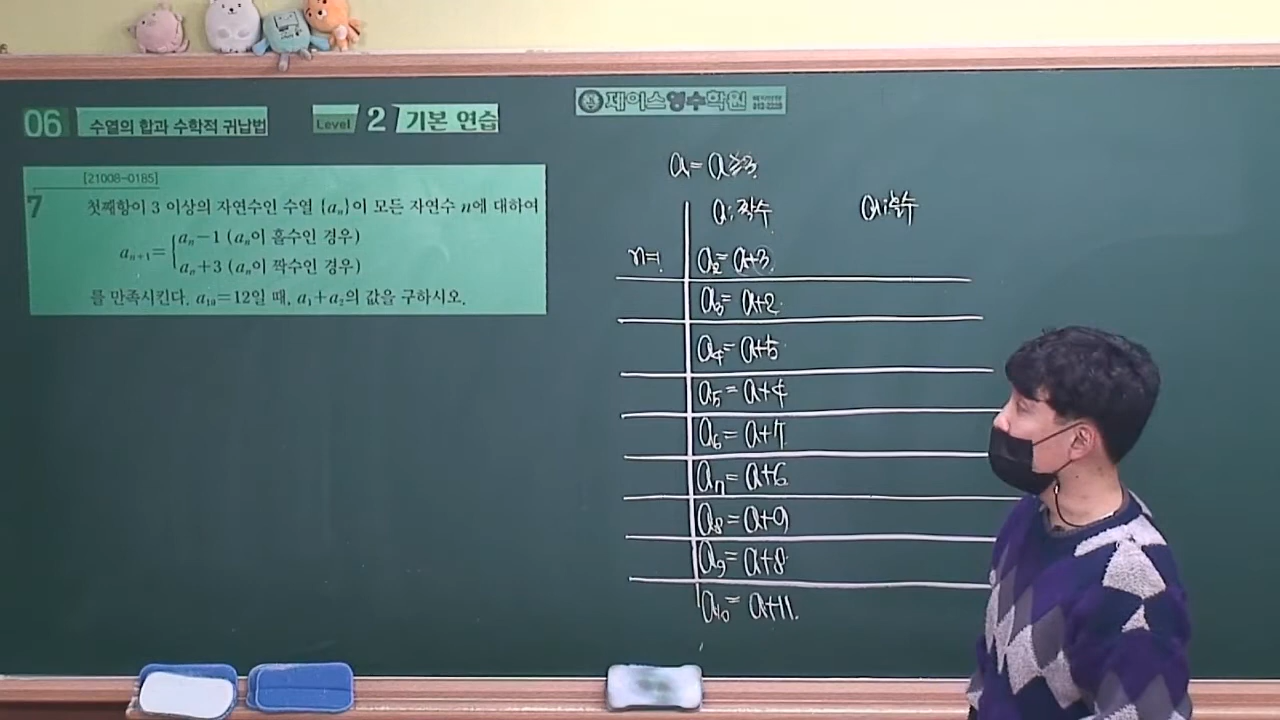 06 수열의 합과 수학적 귀납법 Level 2 기본 연습
제이스영수학원
[21008-0185]
7 첫째항이 3 이상의 자연수인 수열 {aₙ}이 모든 자연수 n에 대하여
aₙ₊₁= { aₙ-1 (aₙ이 홀수인 경우)
aₙ+3 (aₙ이 짝수인 경우)
를 만족시킨다. a₁₀=12일 때, a₁+a₂의 값을 구하시오.
a₁= a≥3.
a; 짝수 a; 홀수
n=1. a₂= a+3.
a₃= a+2.
a₄= a+5.
a₅= a+4
a₆= a+7.
a₇= a+6
a₈= a+9
a₉= a+8.
a₁₀= a+11.